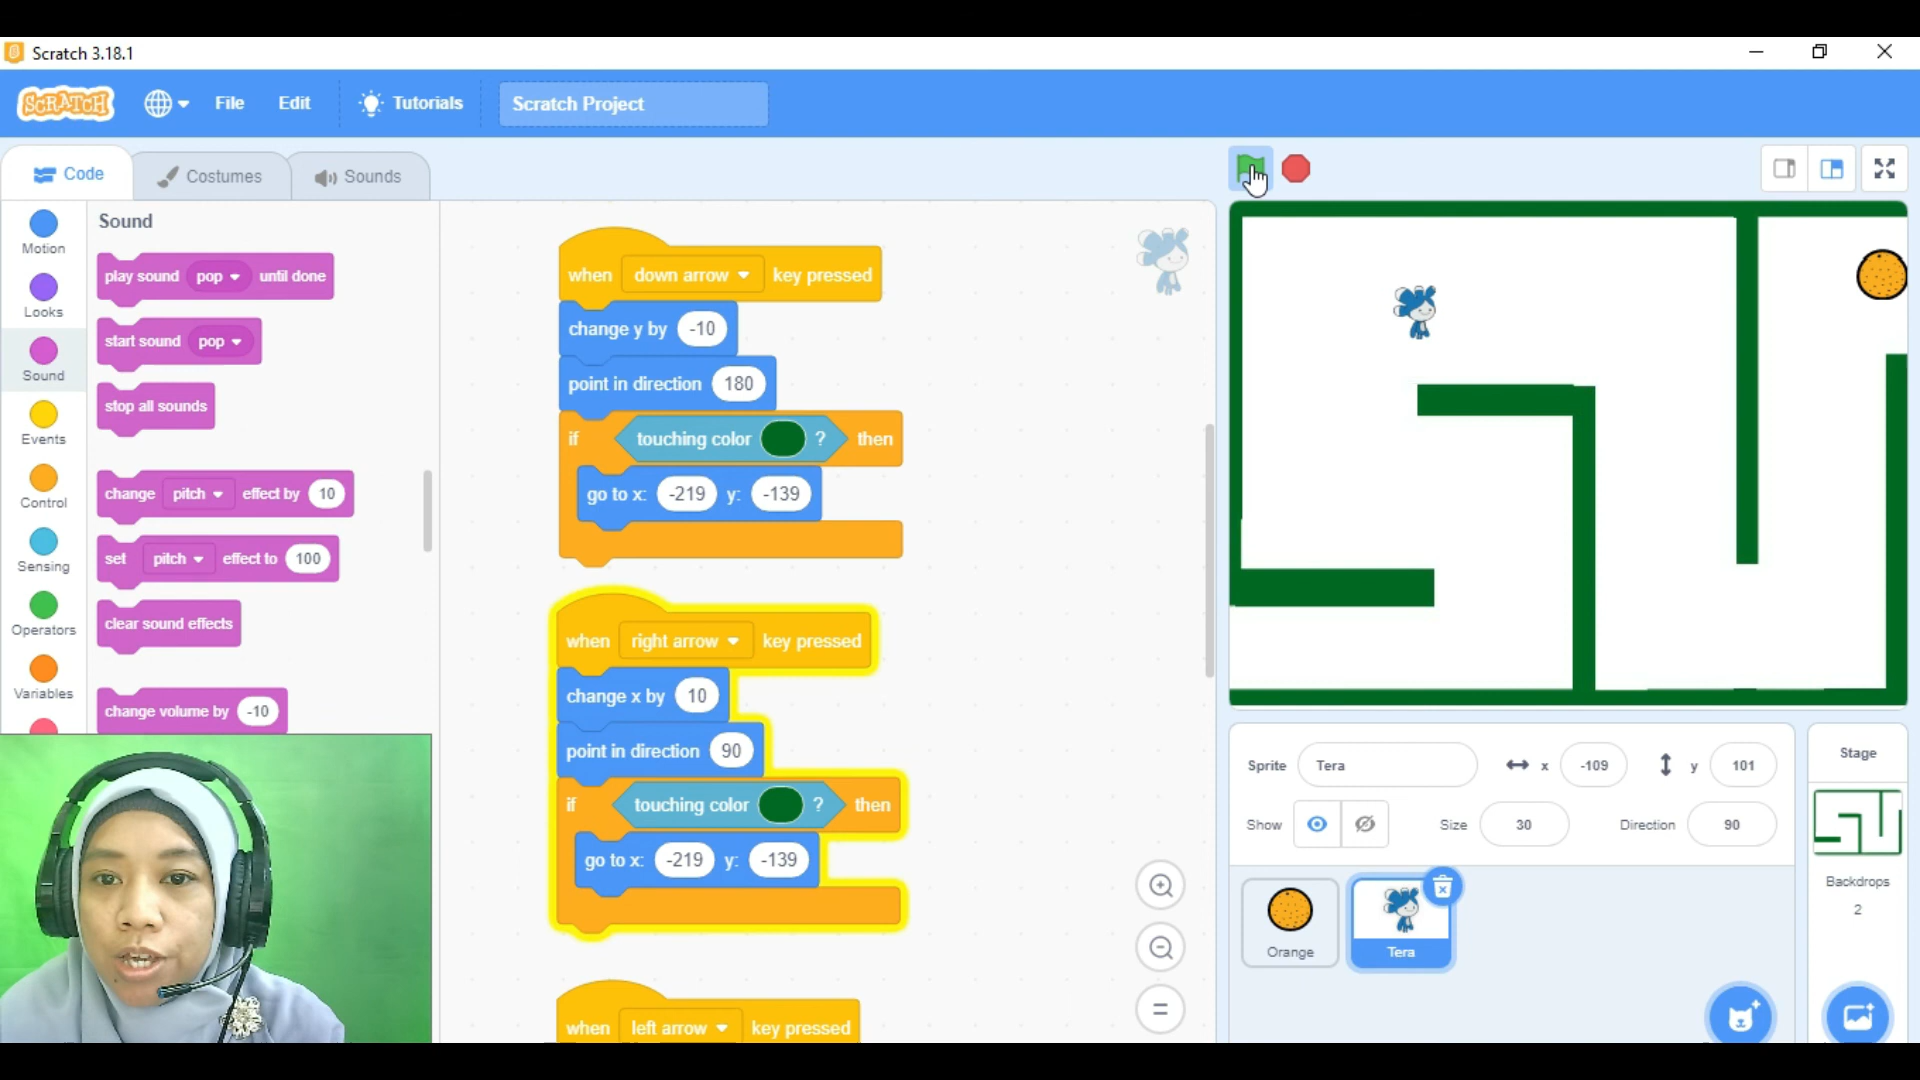 Scratch 3.18.1
SCRATCH
File
Edit
Tutorials
Scratch Project
Code
Costumes
Sounds
Motion
Looks
Sound
Events
Control
Sensing
Operators
Variables
Sound
play sound pop until done
start sound pop
stop all sounds
change pitch effect by 10
set pitch effect to 100
clear sound effects
change volume by -10
when down arrow key pressed
change y by -10
point in direction 180
if touching color ? then
go to x: -219 y: -139
when right arrow key pressed
change x by 10
point in direction 90
if touching color ? then
go to x: -219 y: -139
when left arrow key pressed
Sprite Tera x -109 y 101
Show Size 30 Direction 90
Orange
Tera
Stage
Backdrops
2